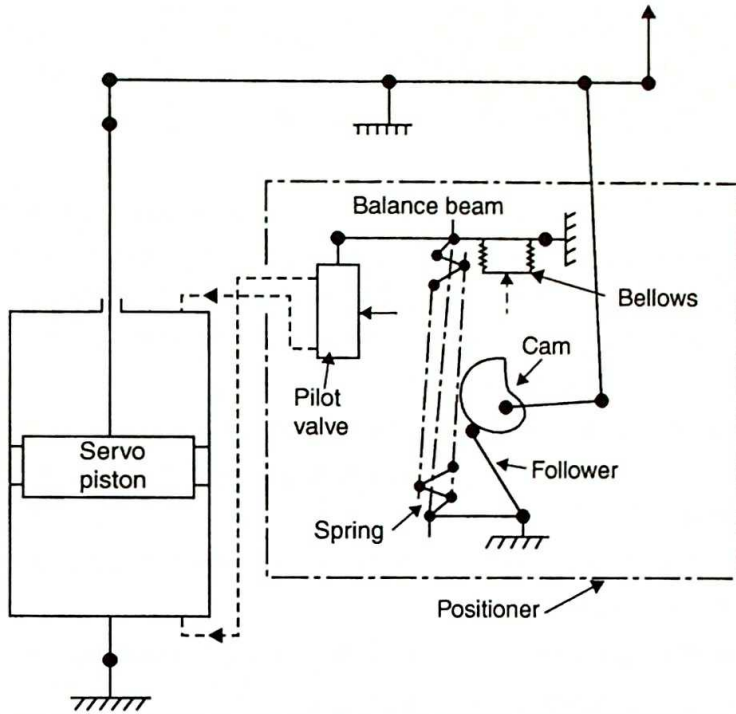 Balance beam
Bellows
Cam
Pilot
valve
Servo
piston
Follower
Spring
Positioner